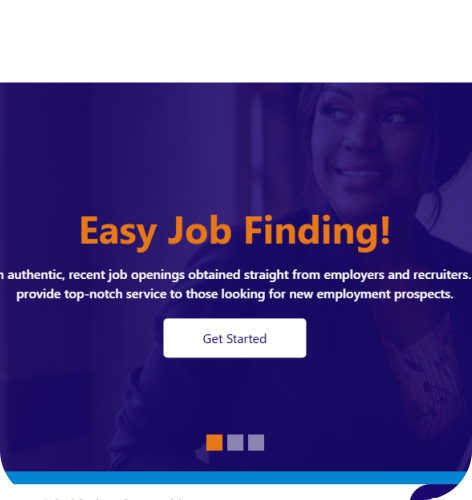 Easy Job Finding!
authentic, recent job openings obtained straight from employers and recruiters.
provide top-notch service to those looking for new employment prospects.
Get Started